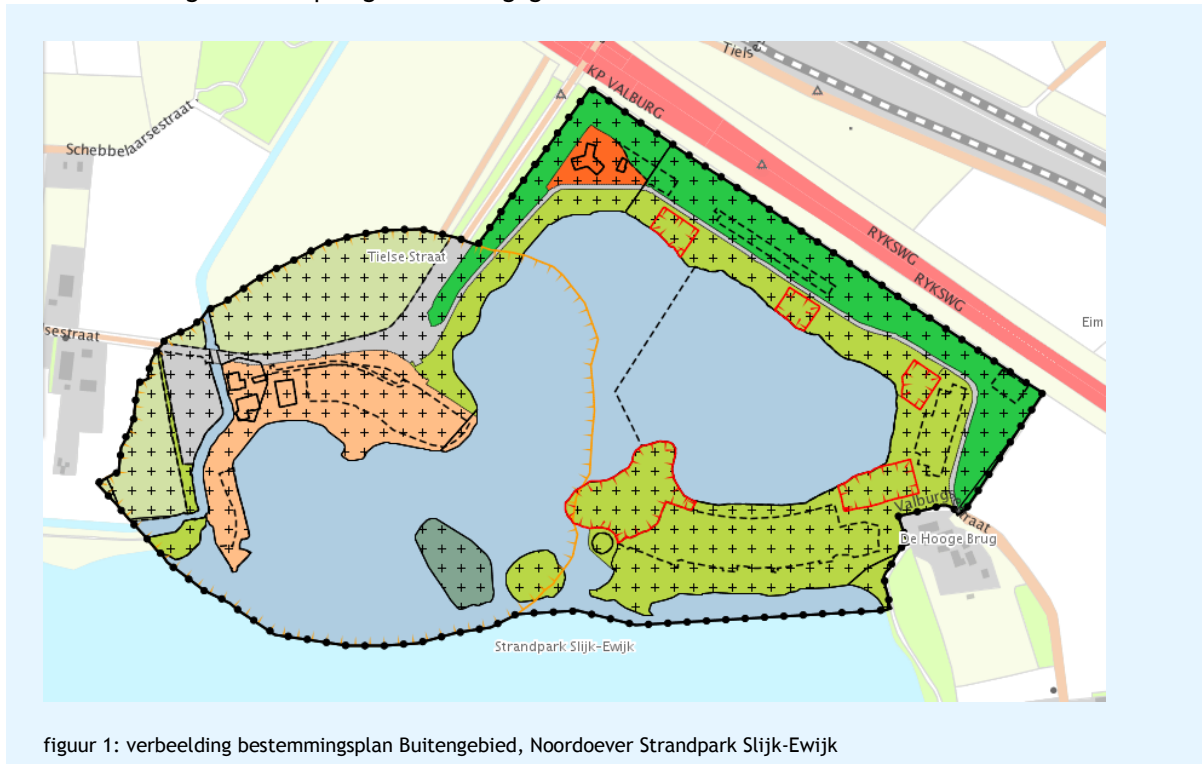 Tielse
KP VALBURG
Schebbelaarsestraat
RYKSWG
Tielse-Straat
RYKSWG
Eim
sestraat
De Hooge Brug
Strandpark Slijk-Ewijk
figuur 1: verbeelding bestemmingsplan Buitengebied, Noordoever Strandpark Slijk-Ewijk